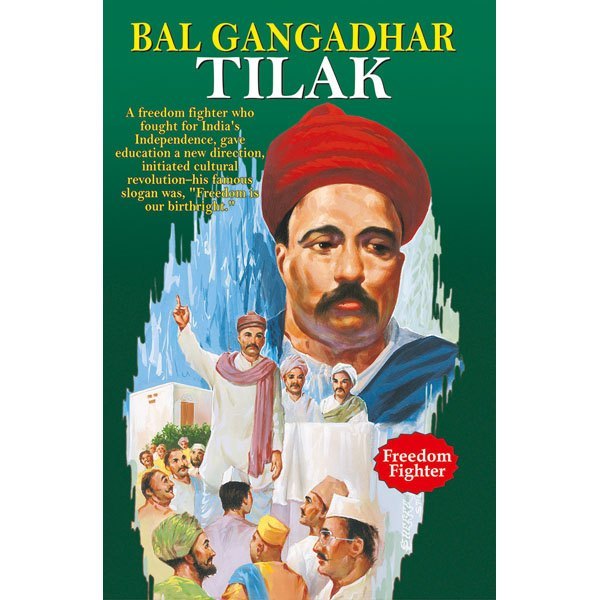 BAL GANGADHAR
TILAK
A freedom fighter who
fought for India's
Independence, gave
education a new direction,
initiated cultural
revolution–his famous
slogan was, "Freedom is
our birthright."
Freedom
Fighter